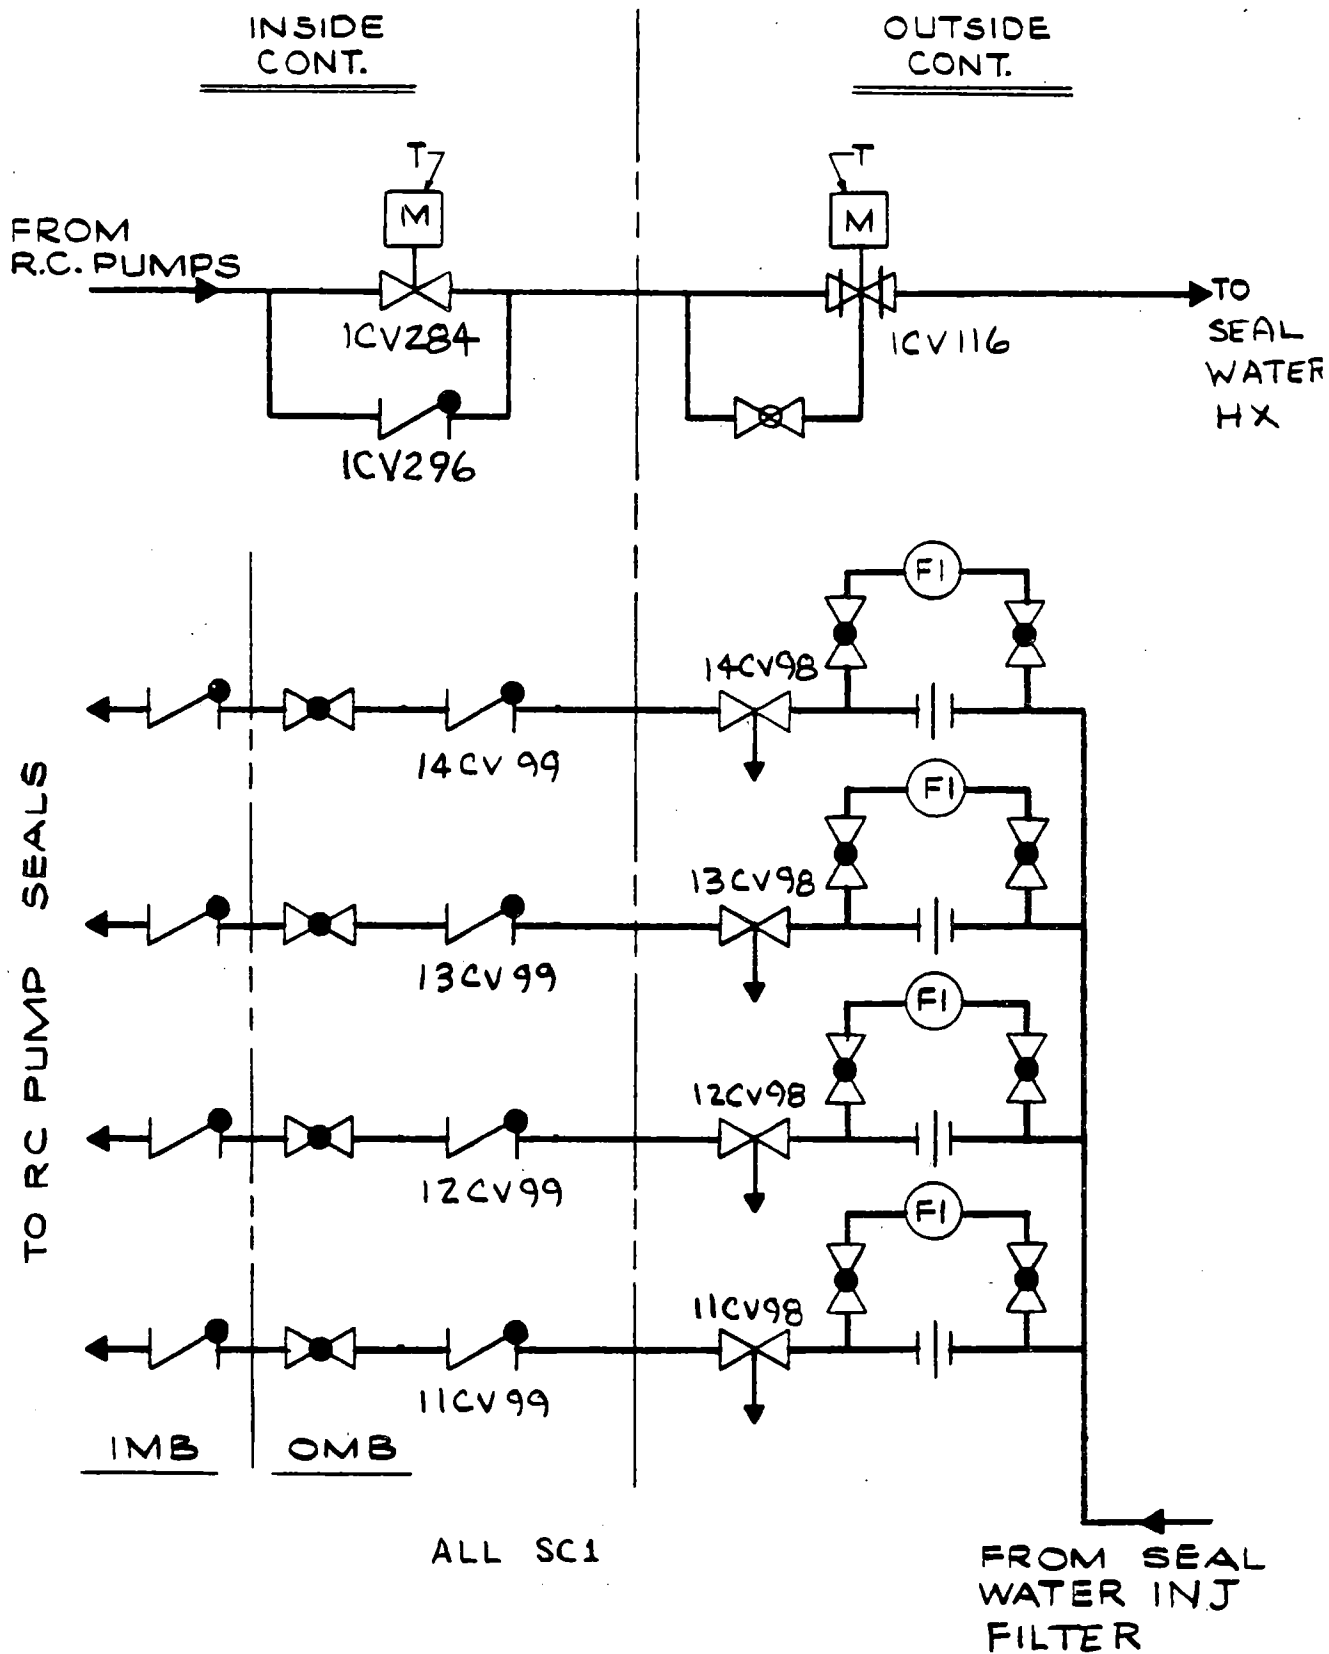 INSIDE
CONT.
OUTSIDE
CONT.
T
T
M
M
FROM
R.C. PUMPS
1CV284
1CV116
TO
SEAL
WATER
HX
1CV296
FI
14CV98
14CV99
FI
13CV98
13CV99
FI
12CV98
12CV99
FI
11CV98
11CV99
TO RC PUMP SEALS
IMB
OMB
ALL SC1
FROM SEAL
WATER INJ
FILTER